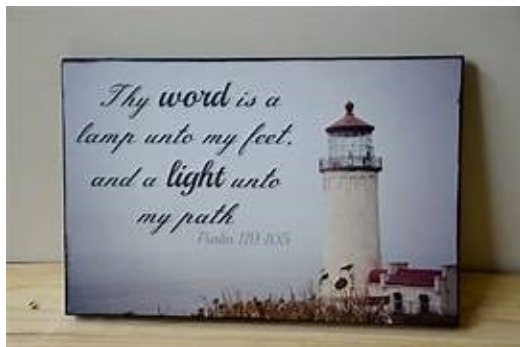 Thy word is a
lamp unto my feet,
and a light unto
my path
Psalm 119:105